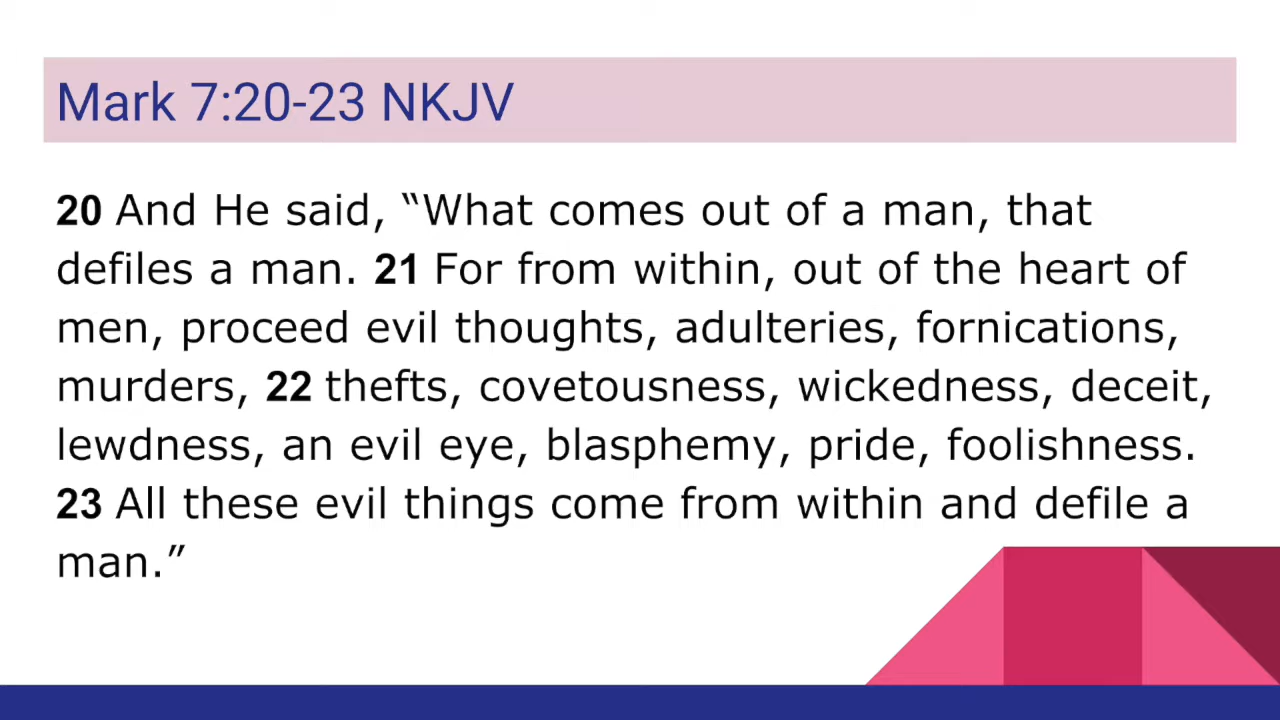 Mark 7:20-23 NKJV
20 And He said, “What comes out of a man, that
defiles a man. 21 For from within, out of the heart of
men, proceed evil thoughts, adulteries, fornications,
murders, 22 thefts, covetousness, wickedness, deceit,
lewdness, an evil eye, blasphemy, pride, foolishness.
23 All these evil things come from within and defile a
man.”